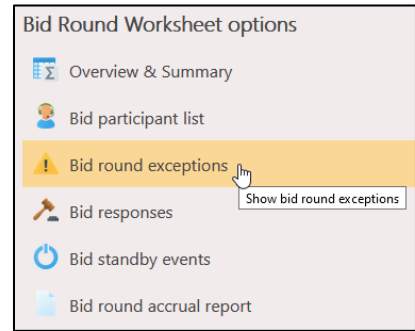 Bid Round Worksheet options
Overview & Summary
Bid participant list
Bid round exceptions
Show bid round exceptions
Bid responses
Bid standby events
Bid round accrual report